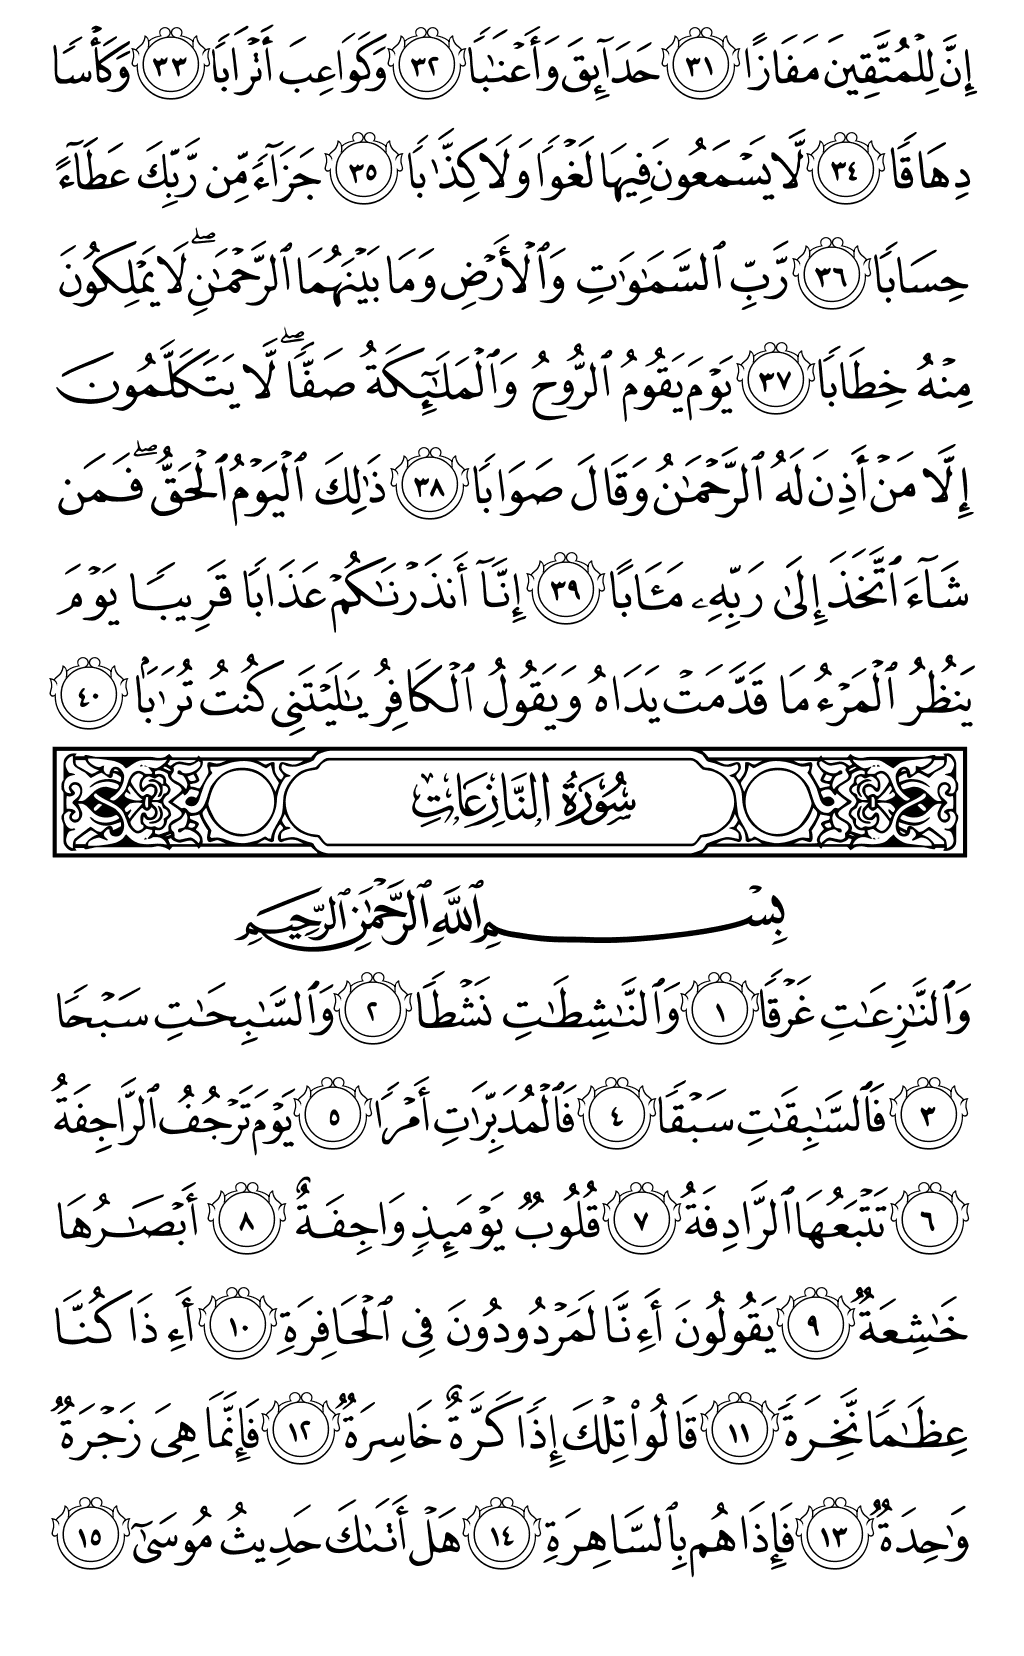 إِنَّ لِلۡمُتَّقِينَ مَفَازًا ٣١ حَدَآئِقَ وَأَعۡنَٰبٗا ٣٢ وَكَوَاعِبَ أَتۡرَابٗا ٣٣ وَكَأۡسٗا
دِهَاقٗا ٣٤ لَّا يَسۡمَعُونَ فِيهَا لَغۡوٗا وَلَا كِذَّٰبٗا ٣٥ جَزَآءٗ مِّن رَّبِّكَ عَطَآءً
حِسَابٗا ٣٦ رَّبِّ ٱلسَّمَٰوَٰتِ وَٱلۡأَرۡضِ وَمَا بَيۡنَهُمَا ٱلرَّحۡمَٰنِۖ لَا يَمۡلِكُونَ
مِنۡهُ خِطَابٗا ٣٧ يَوۡمَ يَقُومُ ٱلرُّوحُ وَٱلۡمَلَٰٓئِكَةُ صَفّٗاۖ لَّا يَتَكَلَّمُونَ
إِلَّا مَنۡ أَذِنَ لَهُ ٱلرَّحۡمَٰنُ وَقَالَ صَوَابٗا ٣٨ ذَٰلِكَ ٱلۡيَوۡمُ ٱلۡحَقُّۖ فَمَن
شَآءَ ٱتَّخَذَ إِلَىٰ رَبِّهِۦ مَـَٔابًا ٣٩ إِنَّآ أَنذَرۡنَٰكُمۡ عَذَابٗا قَرِيبٗا يَوۡمَ
يَنظُرُ ٱلۡمَرۡءُ مَا قَدَّمَتۡ يَدَاهُ وَيَقُولُ ٱلۡكَافِرُ يَٰلَيۡتَنِي كُنتُ تُرَٰبَۢا ٤٠
سُورَةُ النَّازِعَاتِ
بِسۡمِ ٱللَّهِ ٱلرَّحۡمَٰنِ ٱلرَّحِيمِ
وَٱلنَّٰزِعَٰتِ غَرۡقٗا ١ وَٱلنَّٰشِطَٰتِ نَشۡطٗا ٢ وَٱلسَّٰبِحَٰتِ سَبۡحٗا
٣ فَٱلسَّٰبِقَٰتِ سَبۡقٗا ٤ فَٱلۡمُدَبِّرَٰتِ أَمۡرٗا ٥ يَوۡمَ تَرۡجُفُ ٱلرَّاجِفَةُ
٦ تَتۡبَعُهَا ٱلرَّادِفَةُ ٧ قُلُوبٞ يَوۡمَئِذٖ وَاجِفَةٌ ٨ أَبۡصَٰرُهَا
خَٰشِعَةٞ ٩ يَقُولُونَ أَءِنَّا لَمَرۡدُودُونَ فِي ٱلۡحَافِرَةِ ١٠ أَءِذَا كُنَّا
عِظَٰمٗا نَّخِرَةٗ ١١ قَالُواْ تِلۡكَ إِذٗا كَرَّةٌ خَاسِرَةٞ ١٢ فَإِنَّمَا هِيَ زَجۡرَةٞ
وَٰحِدَةٞ ١٣ فَإِذَا هُم بِٱلسَّاهِرَةِ ١٤ هَلۡ أَتَىٰكَ حَدِيثُ مُوسَىٰٓ ١٥